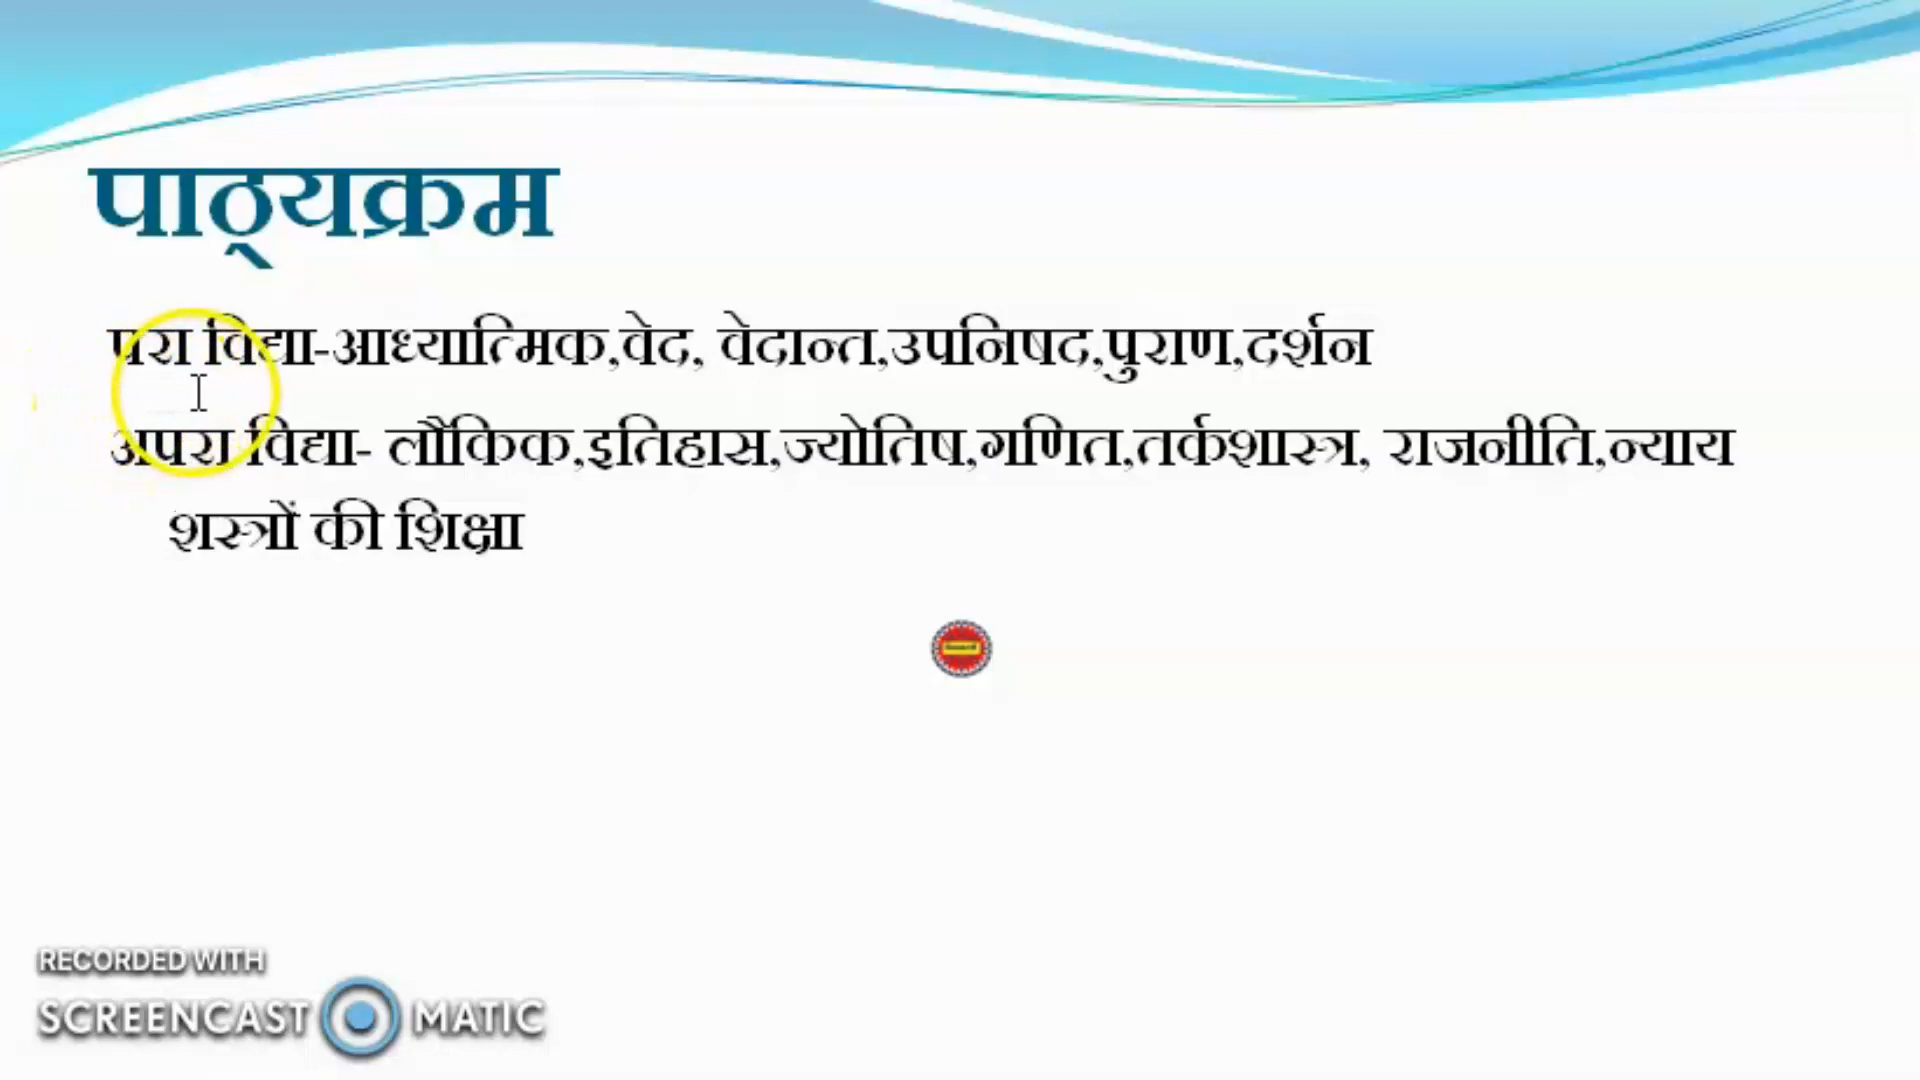 पाठ्यक्रम
परा विद्या-आध्यात्मिक,वेद, वेदान्त,उपनिषद,पुराण,दर्शन
अपरा विद्या- लौकिक,इतिहास,ज्योतिष,गणित,तर्कशास्त्र, राजनीति,न्याय
शस्त्रों की शिक्षा
RECORDED WITH
SCREENCAST MATIC